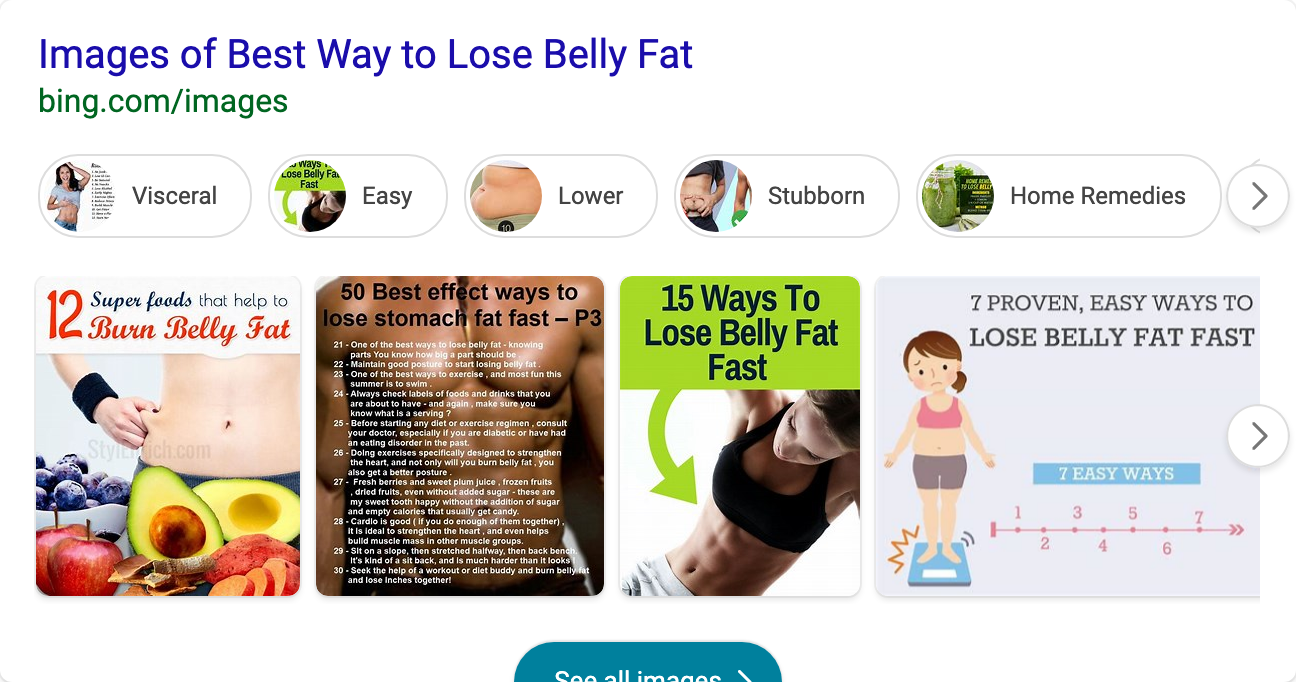 Images of Best Way to Lose Belly Fat
bing.com/images
Visceral
15 Ways To
Lose Belly Fat
Fast
Easy
10
Lower
Stubborn
Home Remedies
12 Super foods that help to
Burn Belly Fat
StylEnrich.com
50 Best effect ways to
lose stomach fat fast – P3
21 - One of the best ways to lose belly fat - knowing
parts You know how big a part should be .
22 - Maintain good posture to start losing belly fat .
23 - One of the best ways to exercise , and most fun this
summer is to swim .
24 - Always check labels of foods and drinks that you
are about to have - and again , make sure you
know what is a serving ?
25 - Before starting any diet or exercise regimen , consult
your doctor, especially if you are diabetic or have had
an eating disorder in the past.
26 - Doing exercises specifically designed to strengthen
the heart, and not only will you burn belly fat , you
also get a better posture .
27 - Fresh berries and sweet plum juice , frozen fruits
, dried fruits, even without added sugar - these are
my sweet tooth happy without the addition of sugar
and empty calories that usually get candy.
28 - Cardio is good ( if you do enough of them together) ,
it is ideal to strengthen the heart , and even helps
build muscle mass in other muscle groups.
29 - Sit on a slope, then stretched halfway, then back bench.
It's kind of a sit back, and is much harder than it looks !
30 - Seek the help of a workout or diet buddy and burn belly fat
and lose Inches together!
15 Ways To
Lose Belly Fat
Fast
7 PROVEN, EASY WAYS TO
LOSE BELLY FAT FAST
7 EASY WAYS
1 3 5 7
2 4 6
See all images